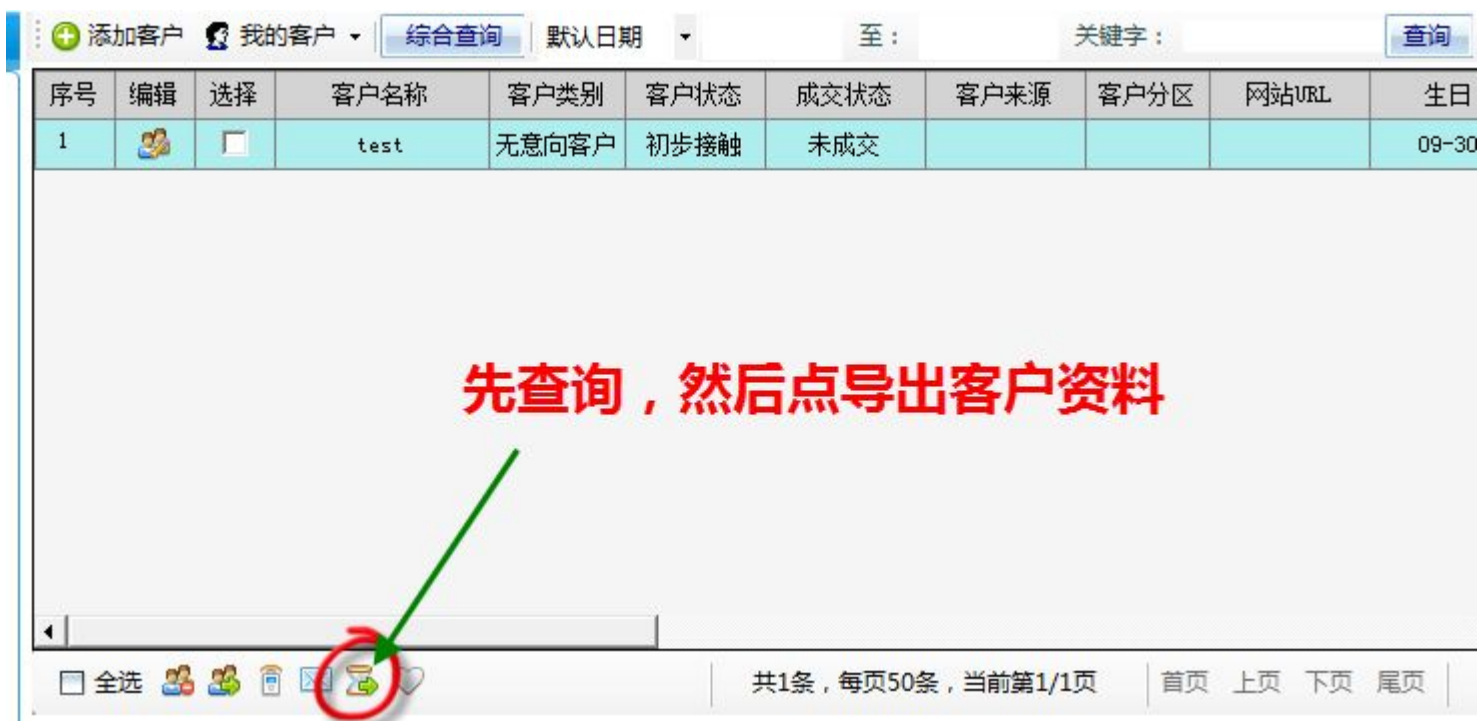 添加客户 我的客户 综合查询 默认日期 至： 关键字： 查询
序号 编辑 选择 客户名称 客户类别 客户状态 成交状态 客户来源 客户分区 网站URL 生日
1 test 无意向客户 初步接触 未成交 09-30
先查询，然后点导出客户资料
全选 共1条，每页50条，当前第1/1页 首页 上页 下页 尾页